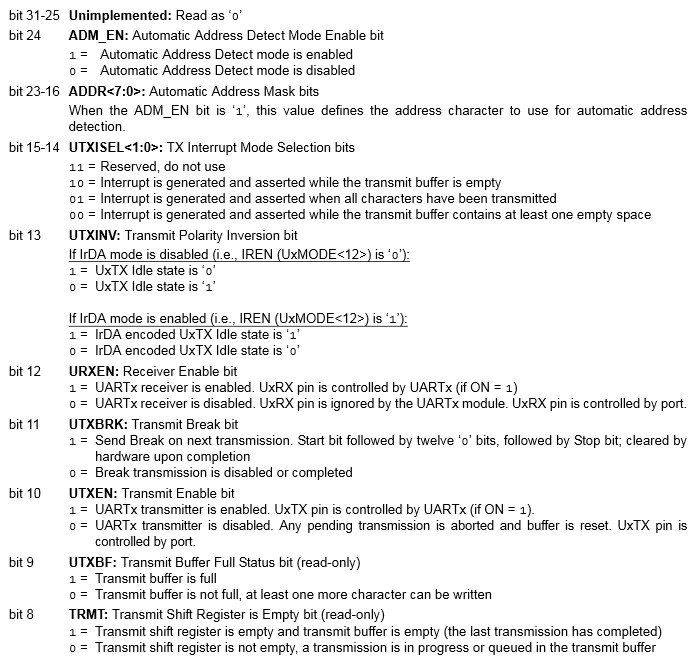 bit 31-25 Unimplemented: Read as ‘0’
bit 24 ADM_EN: Automatic Address Detect Mode Enable bit
1 = Automatic Address Detect mode is enabled
0 = Automatic Address Detect mode is disabled
bit 23-16 ADDR<7:0>: Automatic Address Mask bits
When the ADM_EN bit is ‘1’, this value defines the address character to use for automatic address
detection.
bit 15-14 UTXISEL<1:0>: TX Interrupt Mode Selection bits
11 = Reserved, do not use
10 = Interrupt is generated and asserted while the transmit buffer is empty
01 = Interrupt is generated and asserted when all characters have been transmitted
00 = Interrupt is generated and asserted while the transmit buffer contains at least one empty space
bit 13 UTXINV: Transmit Polarity Inversion bit
If IrDA mode is disabled (i.e., IREN (UxMODE<12>) is ‘0’):
1 = UxTX Idle state is ‘0’
0 = UxTX Idle state is ‘1’
If IrDA mode is enabled (i.e., IREN (UxMODE<12>) is ‘1’):
1 = IrDA encoded UxTX Idle state is ‘1’
0 = IrDA encoded UxTX Idle state is ‘0’
bit 12 URXEN: Receiver Enable bit
1 = UARTx receiver is enabled. UxRX pin is controlled by UARTx (if ON = 1)
0 = UARTx receiver is disabled. UxRX pin is ignored by the UARTx module. UxRX pin is controlled by port.
bit 11 UTXBRK: Transmit Break bit
1 = Send Break on next transmission. Start bit followed by twelve ‘0’ bits, followed by Stop bit; cleared by
hardware upon completion
0 = Break transmission is disabled or completed
bit 10 UTXEN: Transmit Enable bit
1 = UARTx transmitter is enabled. UxTX pin is controlled by UARTx (if ON = 1).
0 = UARTx transmitter is disabled. Any pending transmission is aborted and buffer is reset. UxTX pin is
controlled by port.
bit 9 UTXBF: Transmit Buffer Full Status bit (read-only)
1 = Transmit buffer is full
0 = Transmit buffer is not full, at least one more character can be written
bit 8 TRMT: Transmit Shift Register is Empty bit (read-only)
1 = Transmit shift register is empty and transmit buffer is empty (the last transmission has completed)
0 = Transmit shift register is not empty, a transmission is in progress or queued in the transmit buffer